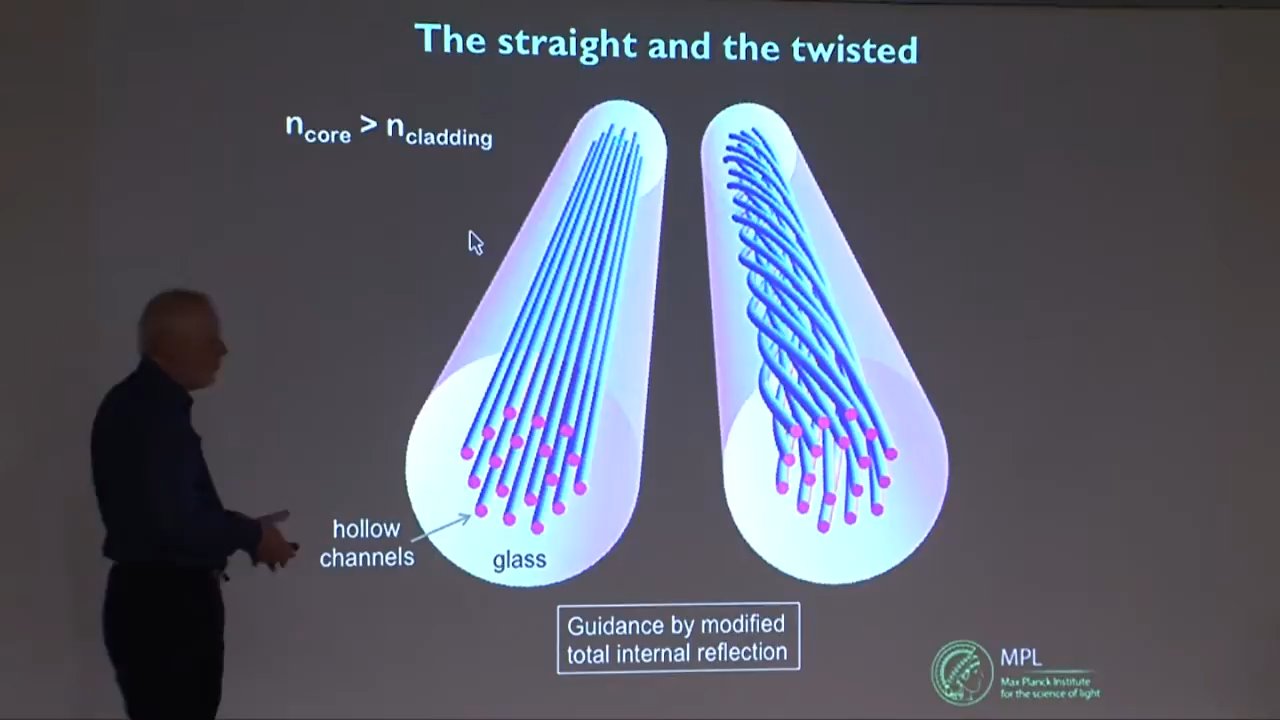 The straight and the twisted
n_core > n_cladding
hollow
channels
glass
Guidance by modified
total internal reflection
MPL
Max Planck Institute
for the science of light